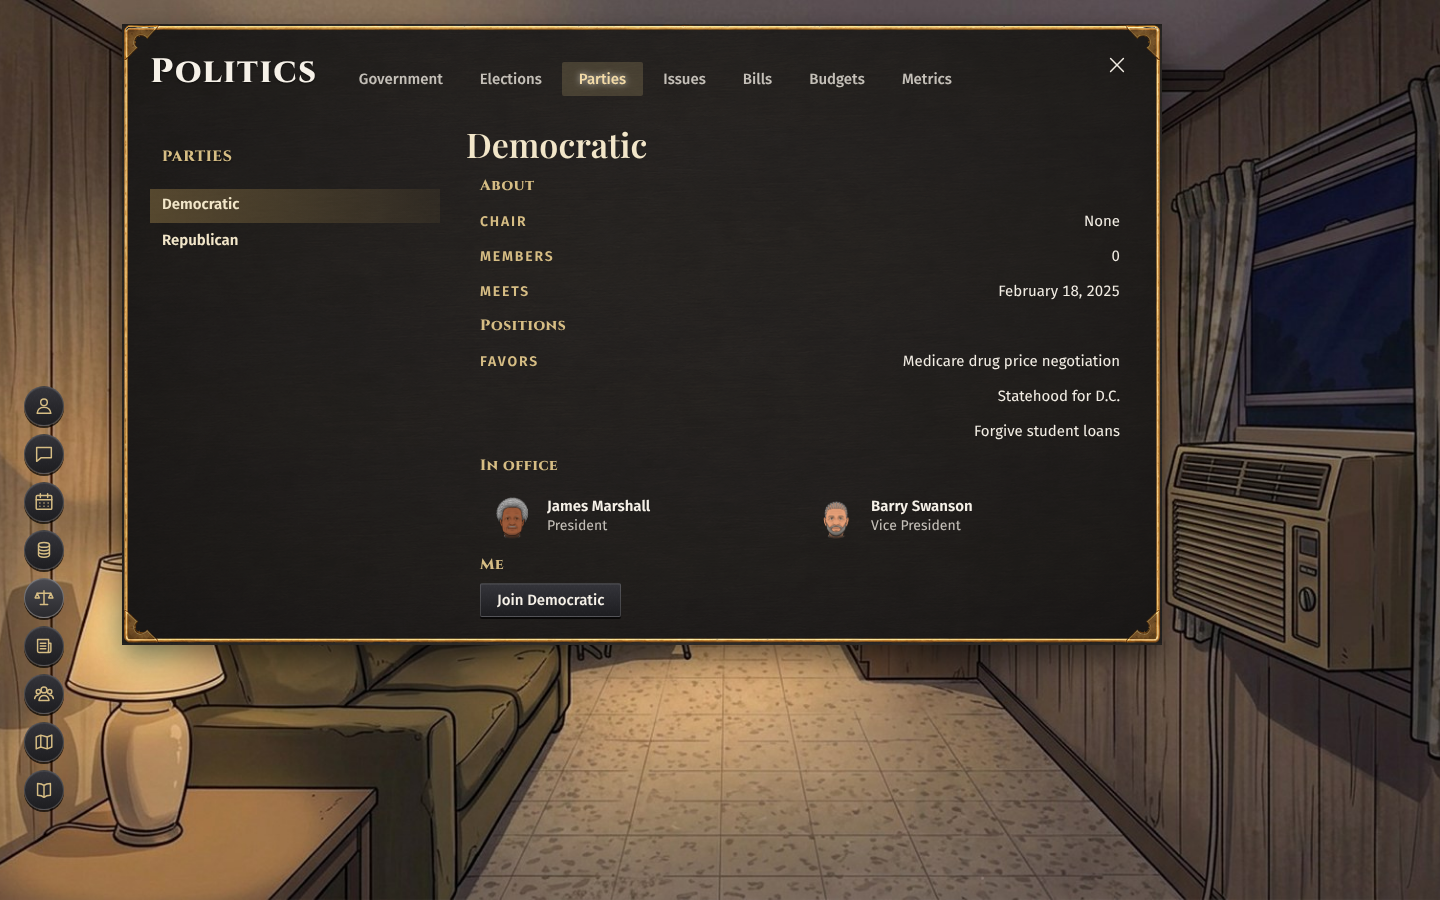 Politics
Government
Elections
Parties
Issues
Bills
Budgets
Metrics
PARTIES
Democratic
Republican
Democratic
About
CHAIR
None
MEMBERS
0
MEETS
February 18, 2025
Positions
FAVORS
Medicare drug price negotiation
Statehood for D.C.
Forgive student loans
In office
James Marshall
President
Barry Swanson
Vice President
Me
Join Democratic